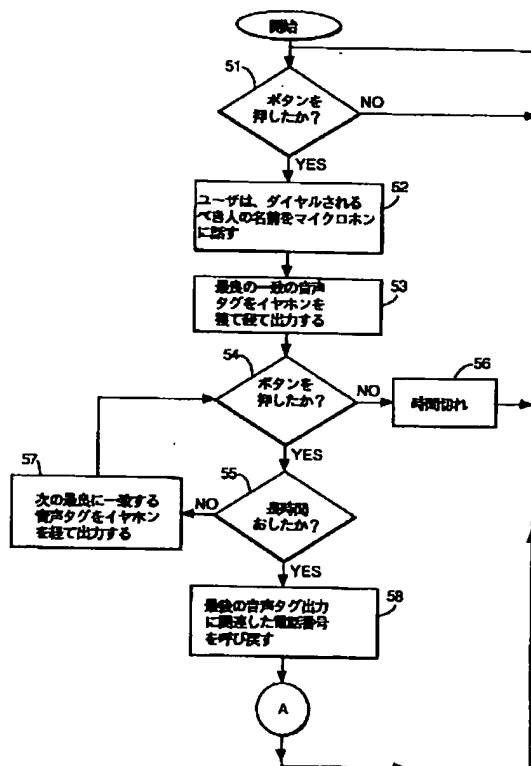 開始
51
ボタンを
押したか?
NO
YES
52
ユーザは、ダイヤルされる
べき人の名前をマイクロホン
に話す
最良の一致の音声
タグをイヤホンを
経て経て出力する
53
54
ボタンを
押したか?
NO
56
時間切れ
YES
57
55
次の最良に一致する
音声タグをイヤホン
を経て出力する
NO
長時間
おしたか?
YES
58
最後の音声タグ出力
に関連した電話番号
を呼び戻す
A